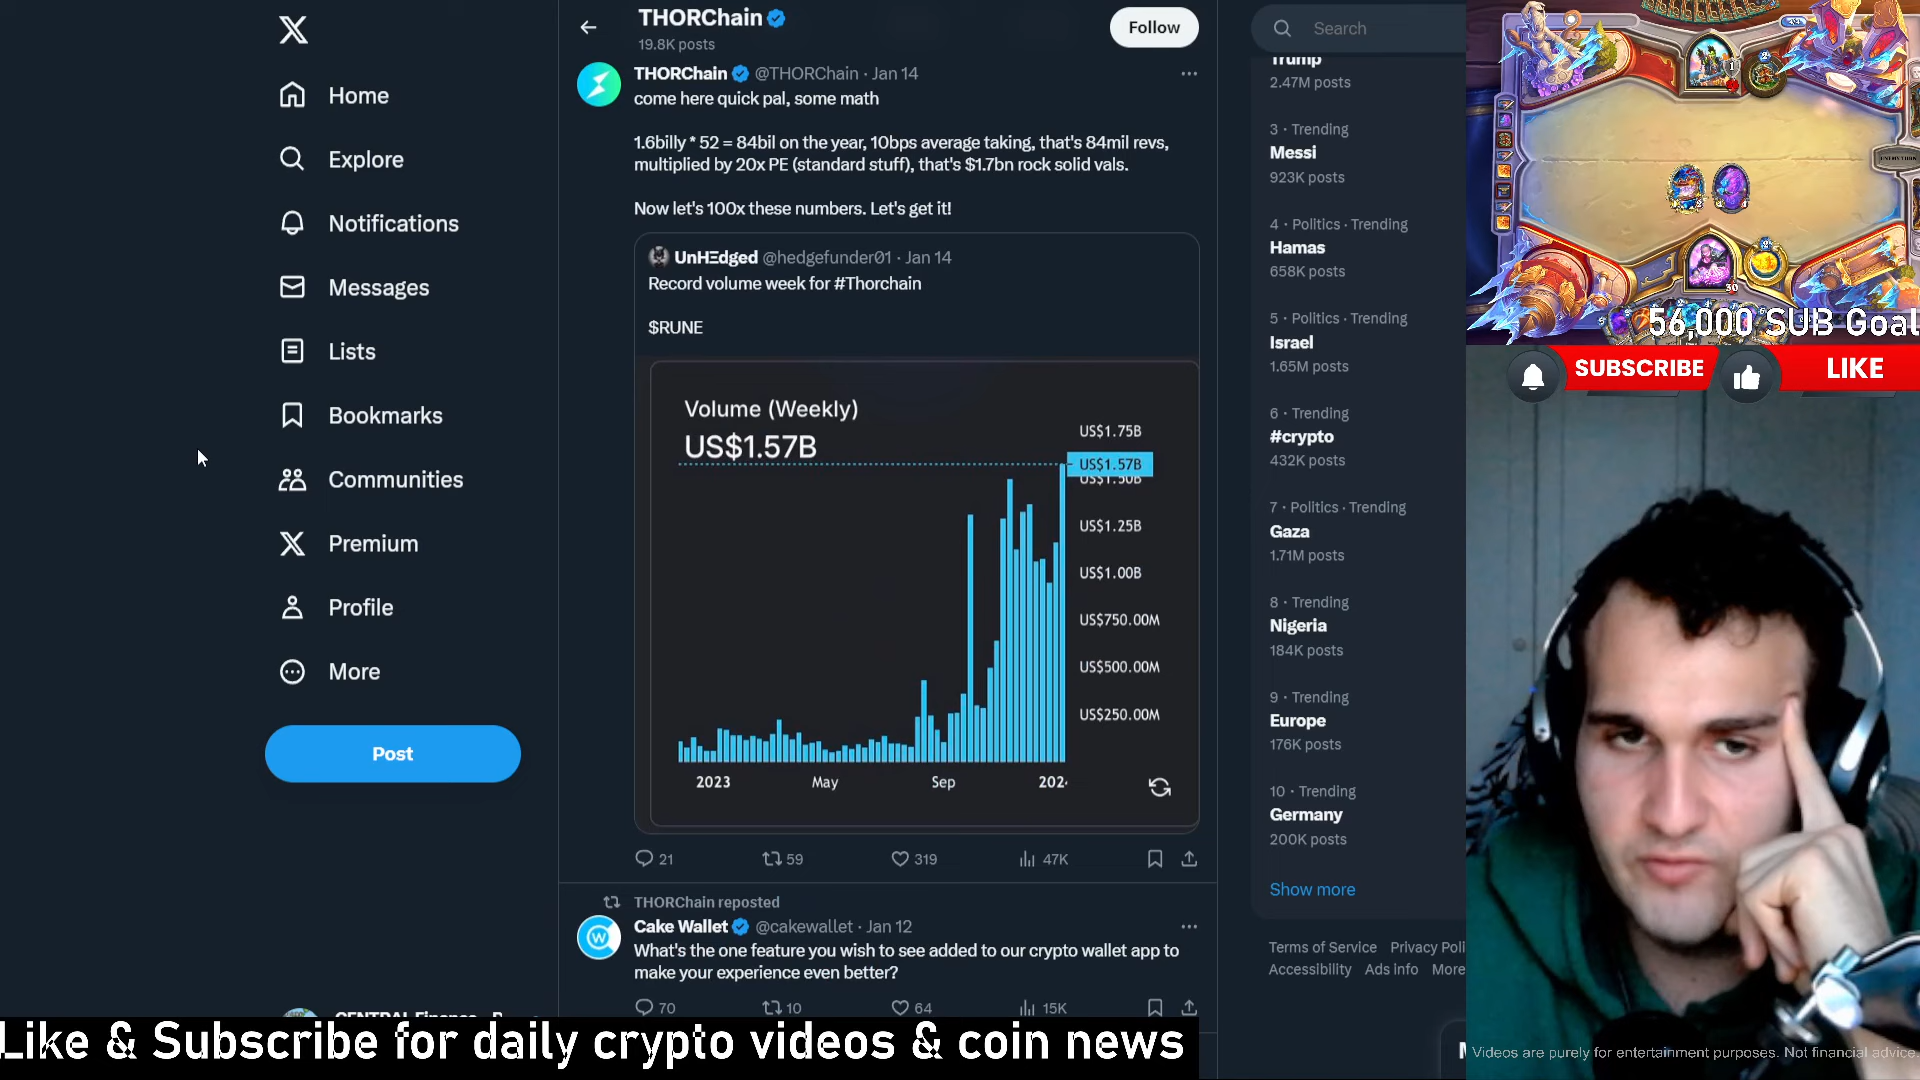 Home
Explore
Notifications
Messages
Lists
Bookmarks
Communities
Premium
Profile
More
Post
THORChain
19.8K posts
Follow
THORChain @THORChain · Jan 14
come here quick pal, some math
1.6billy * 52 = 84bil on the year, 10bps average taking, that's 84mil revs,
multiplied by 20x PE (standard stuff), that's $1.7bn rock solid vals.
Now let's 100x these numbers. Let's get it!
UnHΞdged @hedgefunder01 · Jan 14
Record volume week for #Thorchain
$RUNE
Volume (Weekly)
US$1.57B
US$1.75B
US$1.57B
US$1.50B
US$1.25B
US$1.00B
US$750.00M
US$500.00M
US$250.00M
2023
May
Sep
202
21
59
319
47K
THORChain reposted
Cake Wallet @cakewallet · Jan 12
What's the one feature you wish to see added to our crypto wallet app to
make your experience even better?
70
10
64
15K
Search
Trump
2.47M posts
3 · Trending
Messi
923K posts
4 · Politics · Trending
Hamas
658K posts
5 · Politics · Trending
Israel
1.65M posts
6 · Trending
#crypto
432K posts
7 · Politics · Trending
Gaza
1.71M posts
8 · Trending
Nigeria
184K posts
9 · Trending
Europe
176K posts
10 · Trending
Germany
200K posts
Show more
Terms of Service Privacy Poli
Accessibility Ads info More
30
56,000 SUB Goal
SUBSCRIBE
LIKE
Like & Subscribe for daily crypto videos & coin news
Videos are purely for entertainment purposes. Not financial advice.